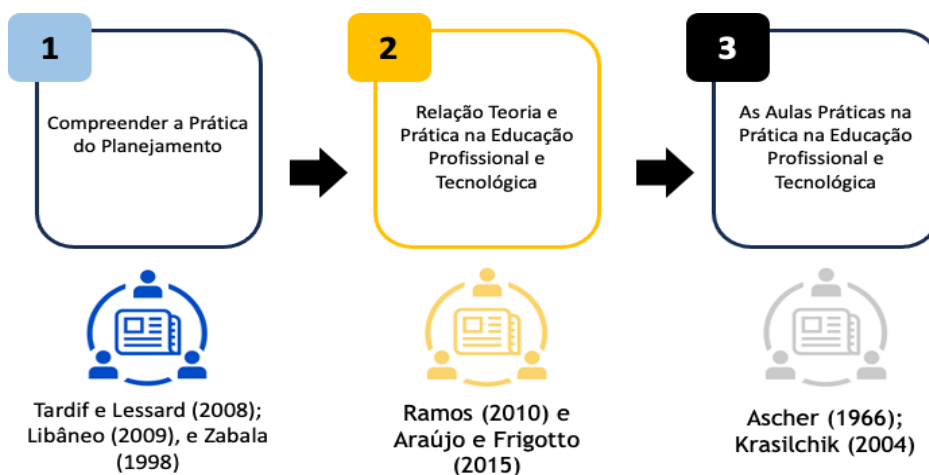 1
Compreender a Prática
do Planejamento
2
Relação Teoria e
Prática na Educação
Profissional e
Tecnológica
3
As Aulas Práticas na
Prática na Educação
Profissional e
Tecnológica
Tardif e Lessard (2008);
Libâneo (2009), e Zabala
(1998)
Ramos (2010) e
Araújo e Frigotto
(2015)
Ascher (1966);
Krasilchik (2004)